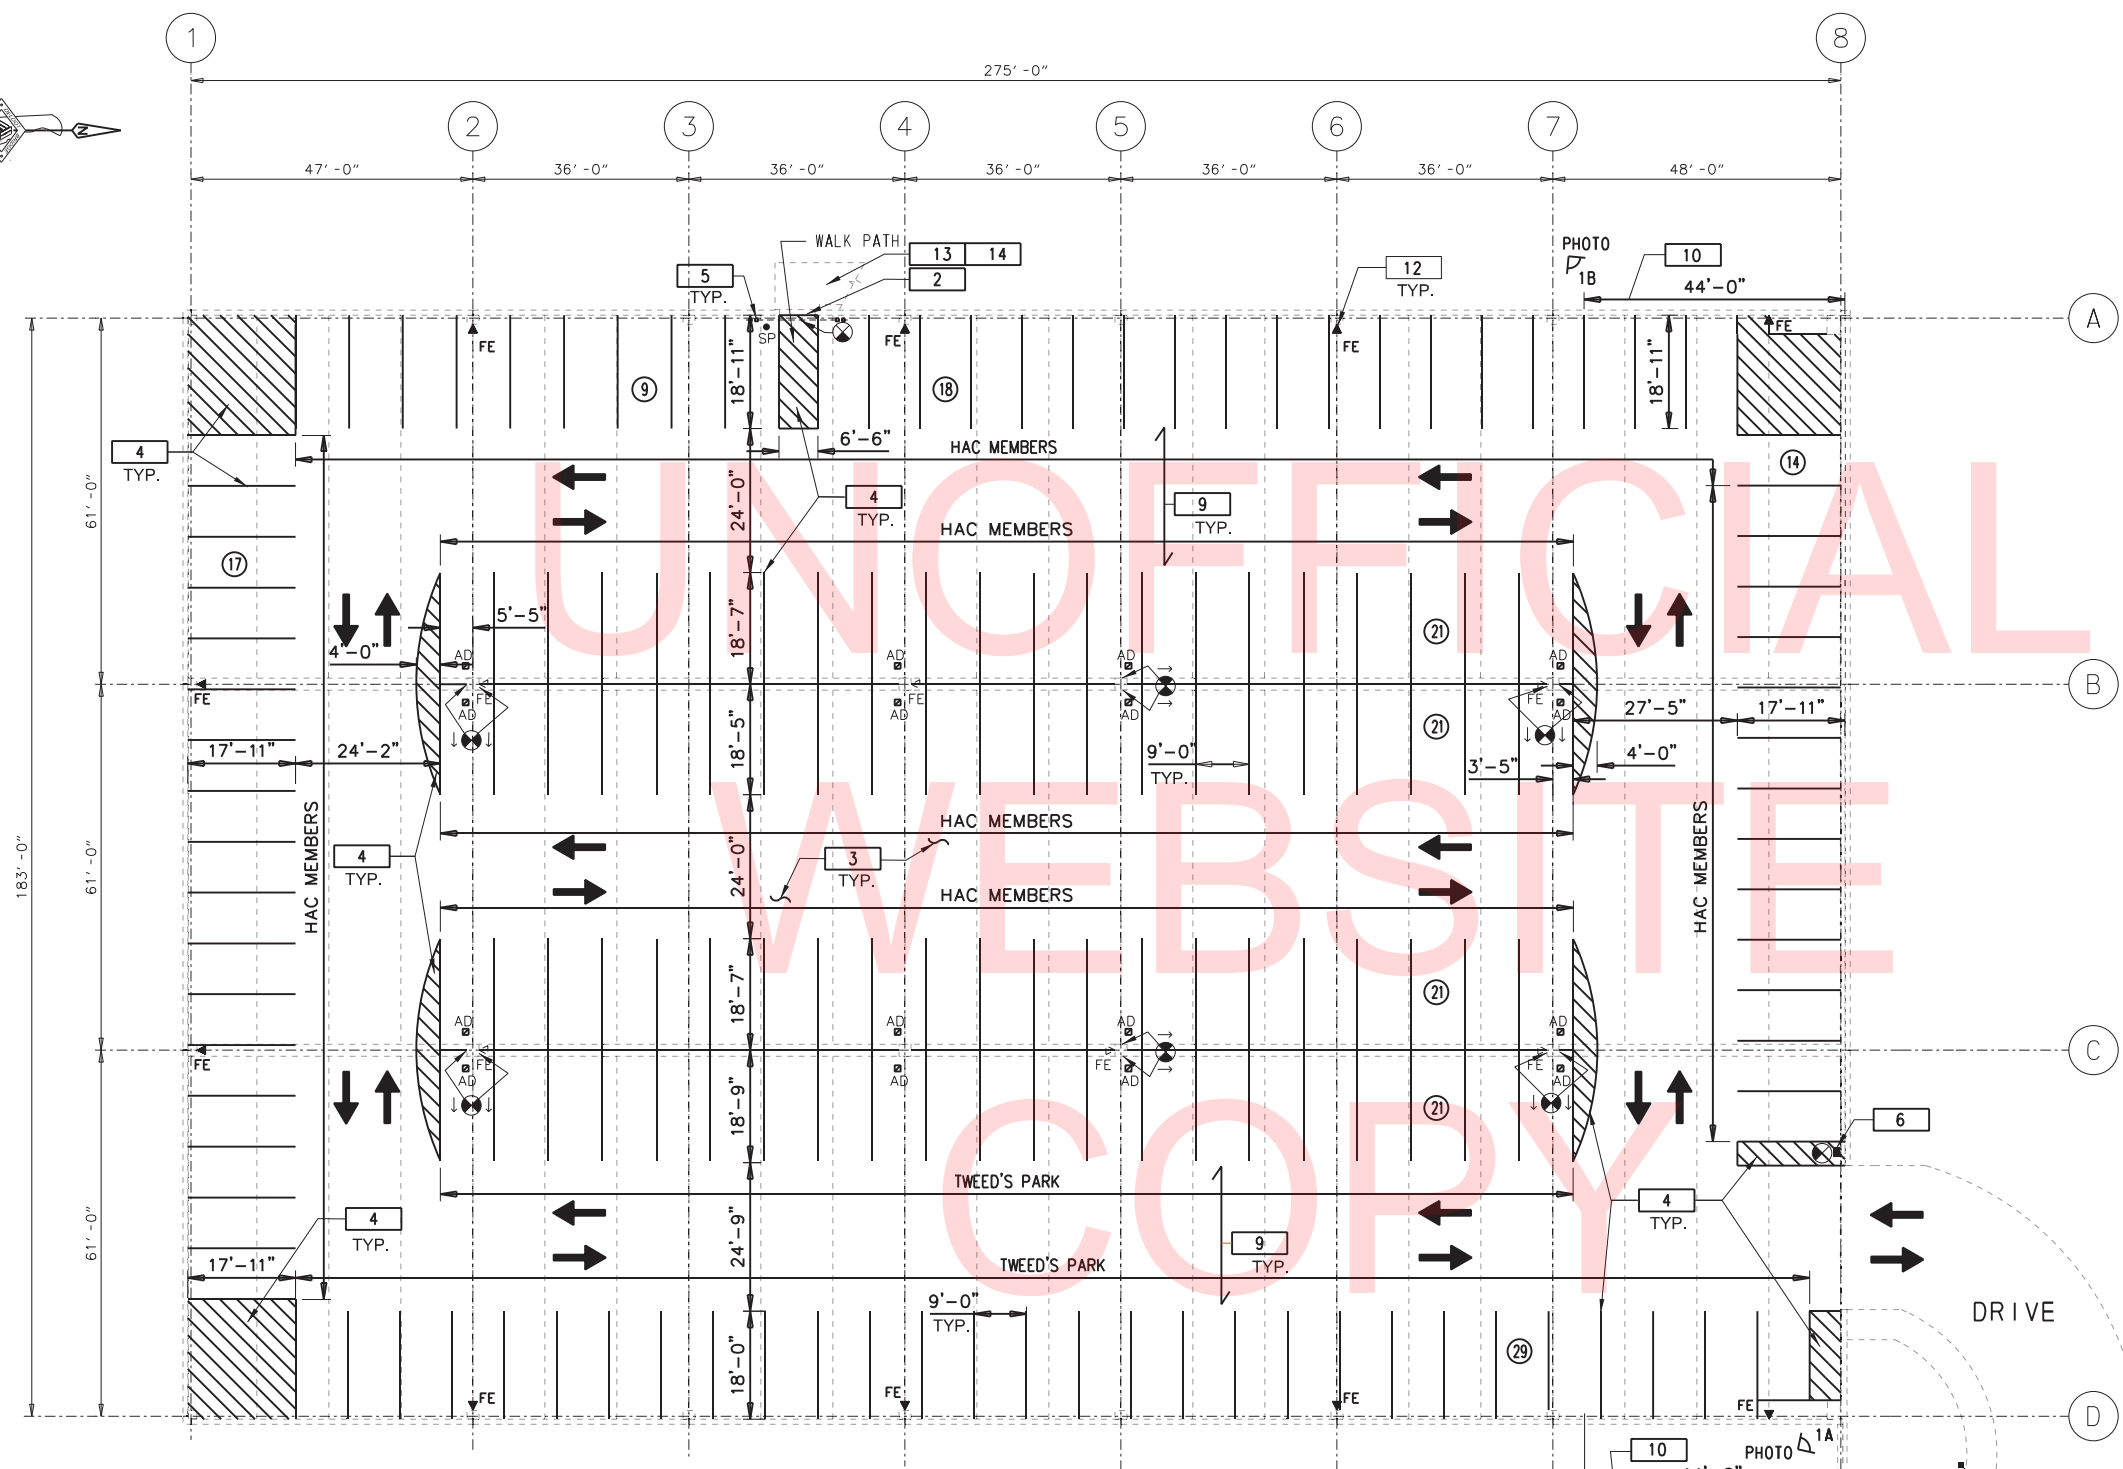 1
8
275'-0"
N
2
3
4
5
6
7
47'-0"
36'-0"
36'-0"
36'-0"
36'-0"
36'-0"
48'-0"
WALK PATH
13 14
2
5
TYP.
12
TYP.
PHOTO
1B
10
44'-0"
A
SP
FE
FE
FE
FE
18'-11"
18'-11"
9
18
4
TYP.
6'-6"
HAC MEMBERS
14
61'-0"
24'-0"
4
TYP.
9
TYP.
HAC MEMBERS
17
5'-5"
18'-7"
21
4'-0"
AD
AD
AD
AD
FE
FE
FE
FE
B
AD
AD
AD
AD
27'-5"
17'-11"
18'-5"
21
17'-11"
24'-2"
9'-0"
TYP.
3'-5"
4'-0"
HAC MEMBERS
HAC MEMBERS
HAC MEMBERS
183'-0"
61'-0"
4
TYP.
24'-0"
3
TYP.
HAC MEMBERS
18'-7"
21
AD
AD
AD
AD
FE
FE
FE
FE
C
AD
AD
AD
AD
18'-9"
21
6
TWEED'S PARK
4
TYP.
4
TYP.
61'-0"
24'-9"
9
TYP.
17'-11"
TWEED'S PARK
9'-0"
TYP.
DRIVE
18'-0"
29
FE
FE
FE
FE
D
10
PHOTO
1A
UNOFFICIAL
WEBSITE
COPY